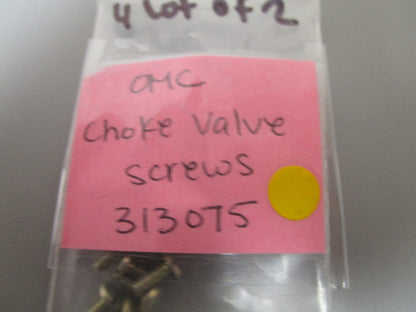 4 Lot of 2
OMC
Choke Valve
Screws
313075